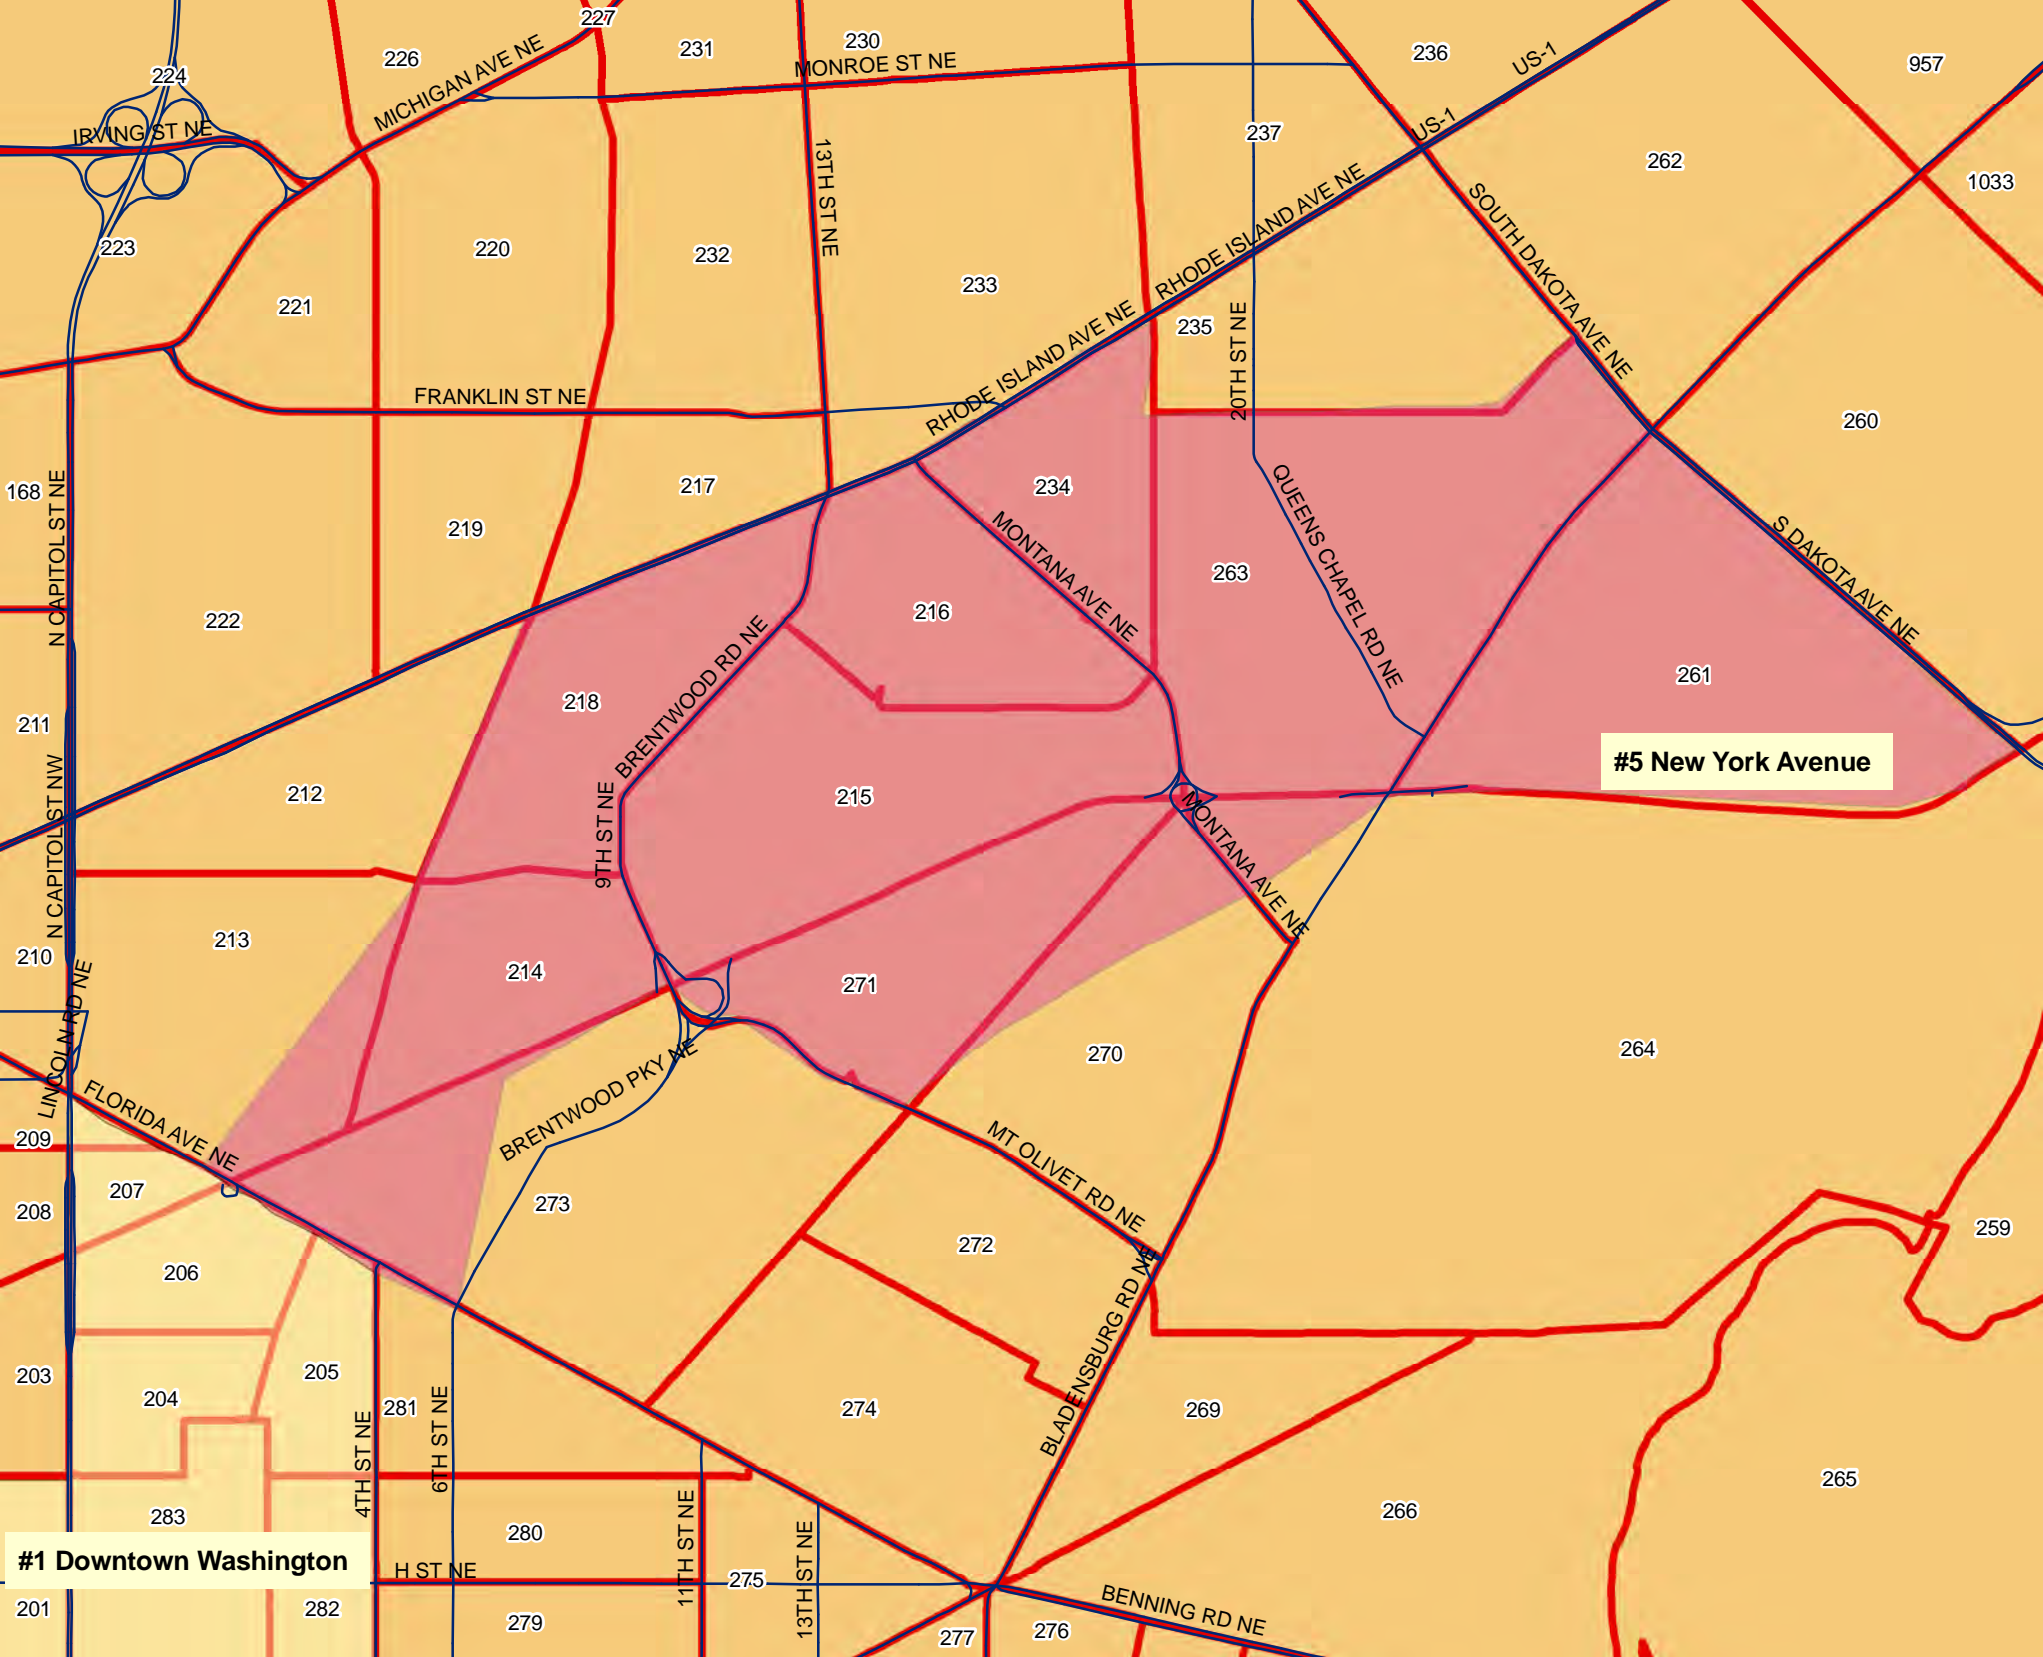 227
231
230
226
MICHIGAN AVE NE
MONROE ST NE
236
US-1
957
224
IRVING ST NE
237
US-1
262
1033
13TH ST NE
223
220
232
233
RHODE ISLAND AVE NE
SOUTH DAKOTA AVE NE
221
235
RHODE ISLAND AVE NE
20TH ST NE
FRANKLIN ST NE
260
168
N CAPITOL ST NE
217
234
219
MONTANA AVE NE
QUEENS CHAPEL RD NE
S DAKOTA AVE NE
263
216
222
BRENTWOOD RD NE
218
261
211
#5 New York Avenue
N CAPITOL ST NW
212
9TH ST NE
215
MONTANA AVE NE
213
210
214
271
LINCOLN RD NE
264
270
BRENTWOOD PKY NE
FLORIDA AVE NE
209
MT OLIVET RD NE
207
208
273
259
272
206
BLADENSBURG RD NE
203
205
204
281
4TH ST NE
6TH ST NE
274
269
265
266
283
280
11TH ST NE
13TH ST NE
#1 Downtown Washington
H ST NE
275
201
282
279
BENNING RD NE
277
276